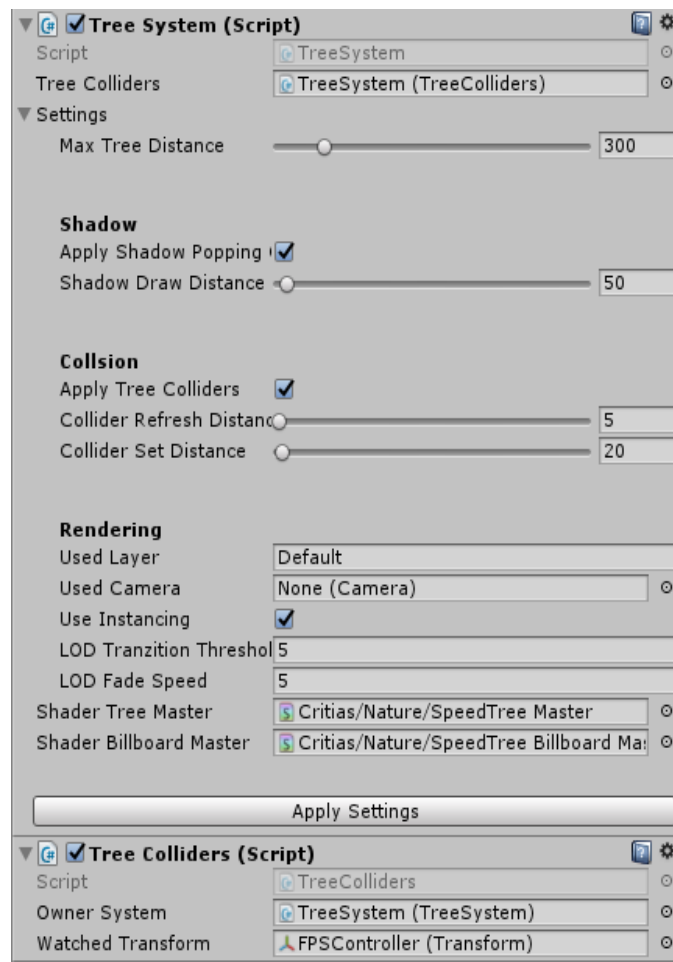 Tree System (Script)
Script TreeSystem
Tree Colliders TreeSystem (TreeColliders)
Settings
Max Tree Distance 300
Shadow
Apply Shadow Popping
Shadow Draw Distance 50
Collsion
Apply Tree Colliders
Collider Refresh Distanc 5
Collider Set Distance 20
Rendering
Used Layer Default
Used Camera None (Camera)
Use Instancing
LOD Tranzition Threshol 5
LOD Fade Speed 5
Shader Tree Master Critias/Nature/SpeedTree Master
Shader Billboard Master Critias/Nature/SpeedTree Billboard Mas
Apply Settings
Tree Colliders (Script)
Script TreeColliders
Owner System TreeSystem (TreeSystem)
Watched Transform FPSController (Transform)